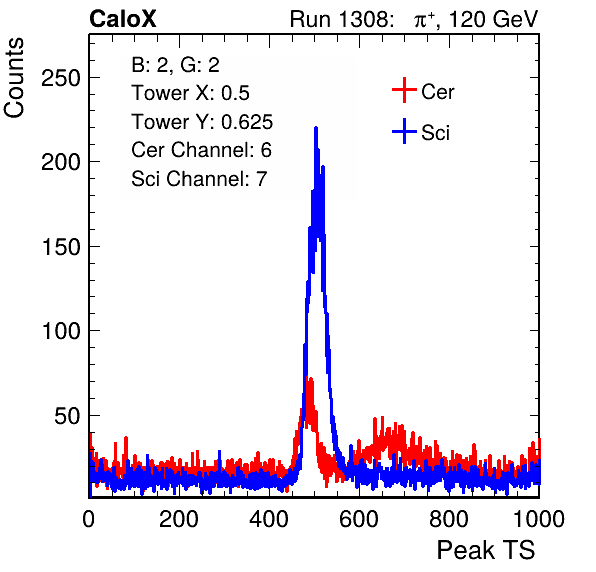 CaloX Run 1308: π⁺, 120 GeV
B: 2, G: 2
Tower X: 0.5
Tower Y: 0.625
Cer Channel: 6
Sci Channel: 7
Cer
Sci
Counts
250
200
150
100
50
0 200 400 600 800 1000
Peak TS